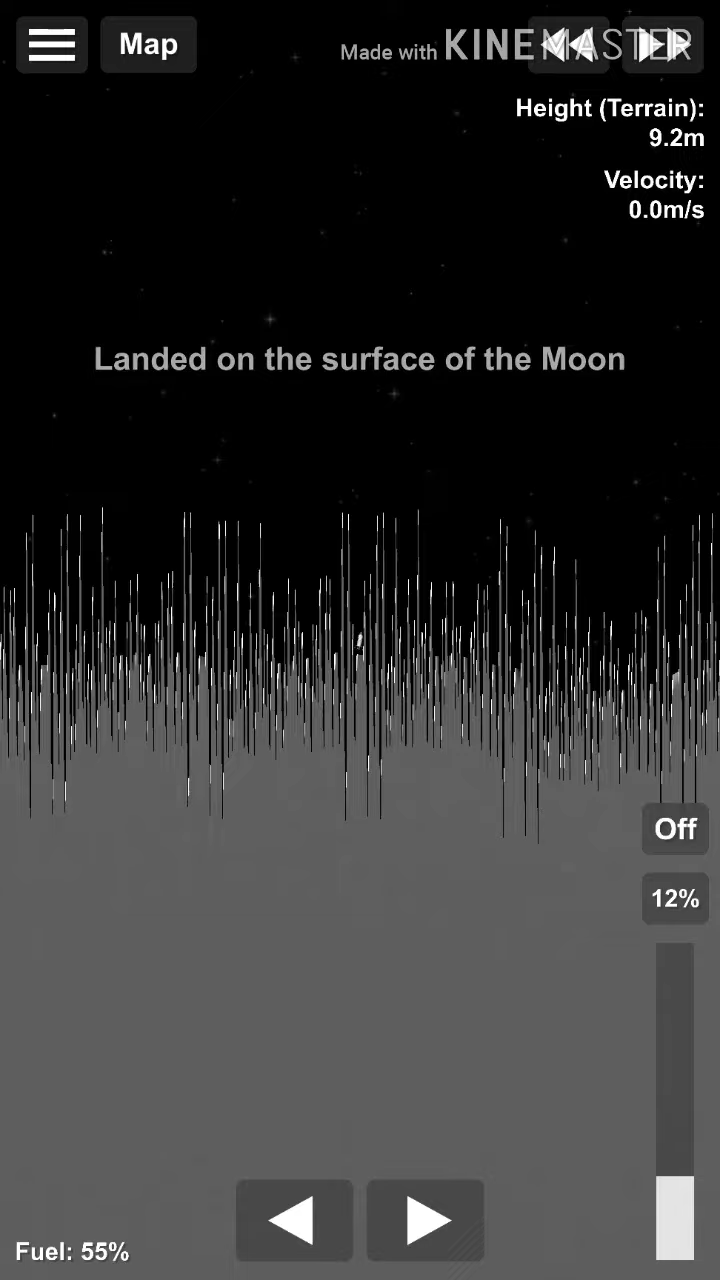 Map
Made with KINEMASTER
Height (Terrain):
9.2m
Velocity:
0.0m/s
Landed on the surface of the Moon
Off
12%
Fuel: 55%